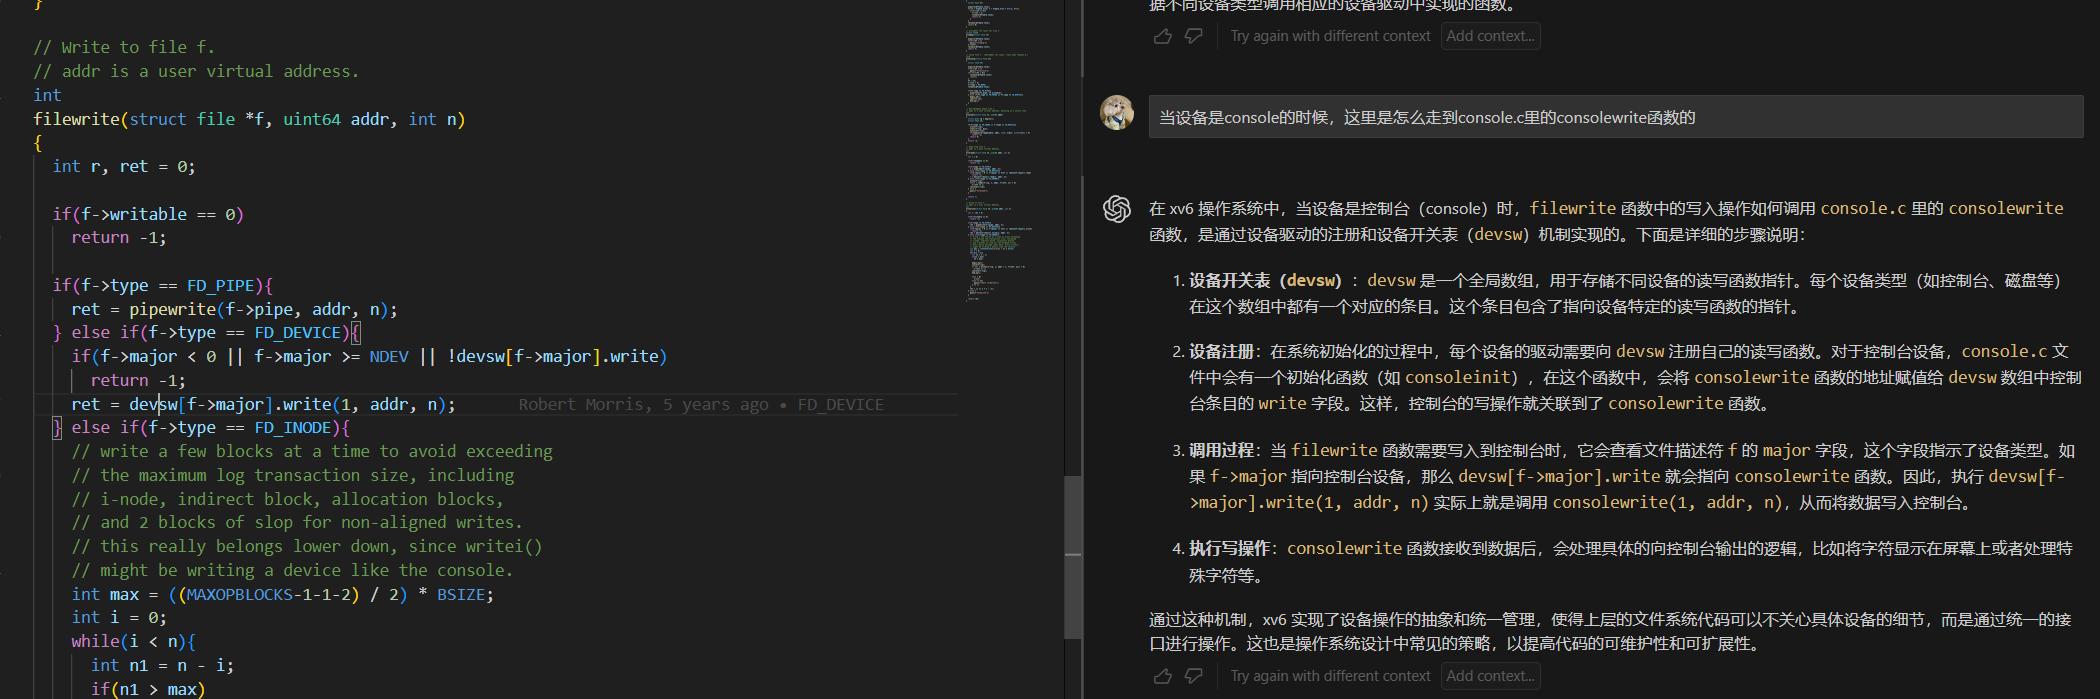 }
// Write to file f.
// addr is a user virtual address.
int
filewrite(struct file *f, uint64 addr, int n)
{
int r, ret = 0;
if(f->writable == 0)
return -1;
if(f->type == FD_PIPE){
ret = pipewrite(f->pipe, addr, n);
} else if(f->type == FD_DEVICE){
if(f->major < 0 || f->major >= NDEV || !devsw[f->major].write)
return -1;
ret = devsw[f->major].write(1, addr, n);
Robert Morris, 5 years ago • FD_DEVICE
} else if(f->type == FD_INODE){
// write a few blocks at a time to avoid exceeding
// the maximum log transaction size, including
// i-node, indirect block, allocation blocks,
// and 2 blocks of slop for non-aligned writes.
// this really belongs lower down, since writei()
// might be writing a device like the console.
int max = ((MAXOPBLOCKS-1-1-2) / 2) * BSIZE;
int i = 0;
while(i < n){
int n1 = n - i;
if(n1 > max)
据不同设备类型调用相应的设备驱动中实现的函数。
Try again with different context Add context...
当设备是console的时候，这里是怎么走到console.c里的consolewrite函数的
在 xv6 操作系统中，当设备是控制台（console）时，filewrite 函数中的写入操作如何调用 console.c 里的 consolewrite
函数，是通过设备驱动的注册和设备开关表（devsw）机制实现的。下面是详细的步骤说明：
1. 设备开关表（devsw）：devsw 是一个全局数组，用于存储不同设备的读写函数指针。每个设备类型（如控制台、磁盘等）
在这个数组中都有一个对应的条目。这个条目包含了指向设备特定的读写函数的指针。
2. 设备注册：在系统初始化的过程中，每个设备的驱动需要向 devsw 注册自己的读写函数。对于控制台设备，console.c 文
件中会有一个初始化函数（如 consoleinit），在这个函数中，会将 consolewrite 函数的地址赋值给 devsw 数组中控制
台条目的 write 字段。这样，控制台的写操作就关联到了 consolewrite 函数。
3. 调用过程：当 filewrite 函数需要写入到控制台时，它会查看文件描述符 f 的 major 字段，这个字段指示了设备类型。如
果 f->major 指向控制台设备，那么 devsw[f->major].write 就会指向 consolewrite 函数。因此，执行 devsw[f-
>major].write(1, addr, n) 实际上就是调用 consolewrite(1, addr, n)，从而将数据写入控制台。
4. 执行写操作：consolewrite 函数接收到数据后，会处理具体的向控制台输出的逻辑，比如将字符显示在屏幕上或者处理特
殊字符等。
通过这种机制，xv6 实现了设备操作的抽象和统一管理，使得上层的文件系统代码可以不关心具体设备的细节，而是通过统一的接
口进行操作。这也是操作系统设计中常见的策略，以提高代码的可维护性和可扩展性。
Try again with different context Add context...